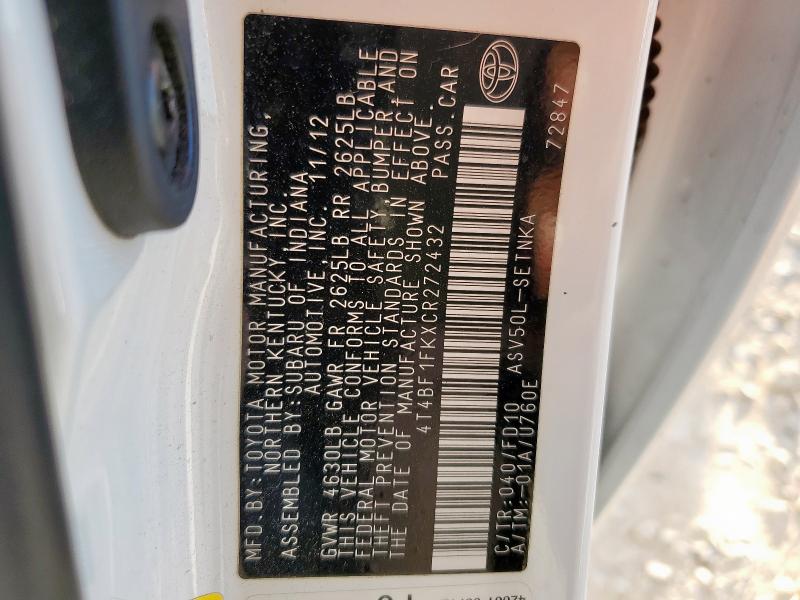 MFD BY:TOYOTA MOTOR MANUFACTURING,
NORTHERN KENTUCKY INC.
ASSEMBLED BY:SUBARU OF INDIANA
AUTOMOTIVE, INC. 11/12
GVWR 4630LB GAWR FR 2625LB RR 2625LB
THIS VEHICLE CONFORMS TO ALL APPLICABLE
FEDERAL MOTOR VEHICLE SAFETY,BUMPER,AND
THEFT PREVENTION STANDARDS IN EFFECT ON
THE DATE OF MANUFACTURE SHOWN ABOVE.
4T4BF1FKXCR272432 PASS.CAR
C/TR:040/FD10 ASV50L-SETNKA 72847
A/TM:-01A/U760E